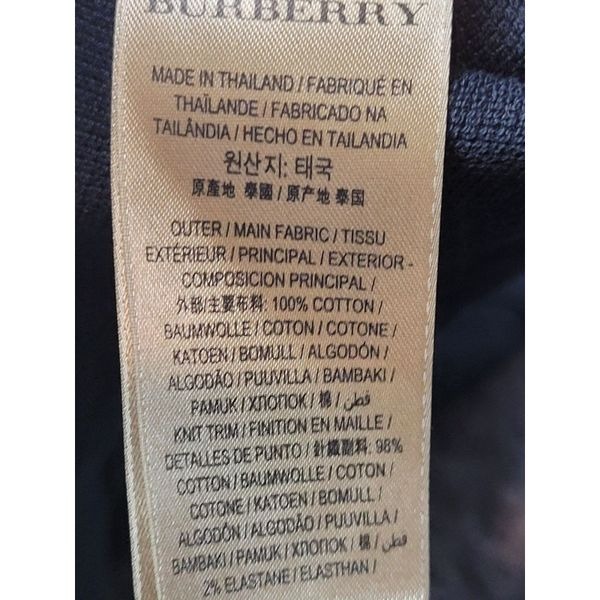 BURBERRY
MADE IN THAILAND / FABRIQUÉ EN
THAÏLANDE / FABRICADO NA
TAILÂNDIA / HECHO EN TAILANDIA
원산지: 태국
原產地 泰國 / 原产地 泰国
OUTER / MAIN FABRIC / TISSU
EXTÉRIEUR / PRINCIPAL / EXTERIOR -
COMPOSICION PRINCIPAL /
外部/主要布料: 100% COTTON /
BAUMWOLLE / COTON / COTONE /
KATOEN / BOMULL / ALGODÓN /
ALGODÃO / PUUVILLA / BAMBAKI /
PAMUK / ХЛОПОК / 棉 / قطن /
KNIT TRIM / FINITION EN MAILLE /
DETALLES DE PUNTO / 針織副料: 98%
COTTON / BAUMWOLLE / COTON /
COTONE / KATOEN / BOMULL /
ALGODÓN / ALGODÃO / PUUVILLA /
BAMBAKI / PAMUK / ХЛОПОК / 棉 / قطن /
2% ELASTANE / ELASTHAN /